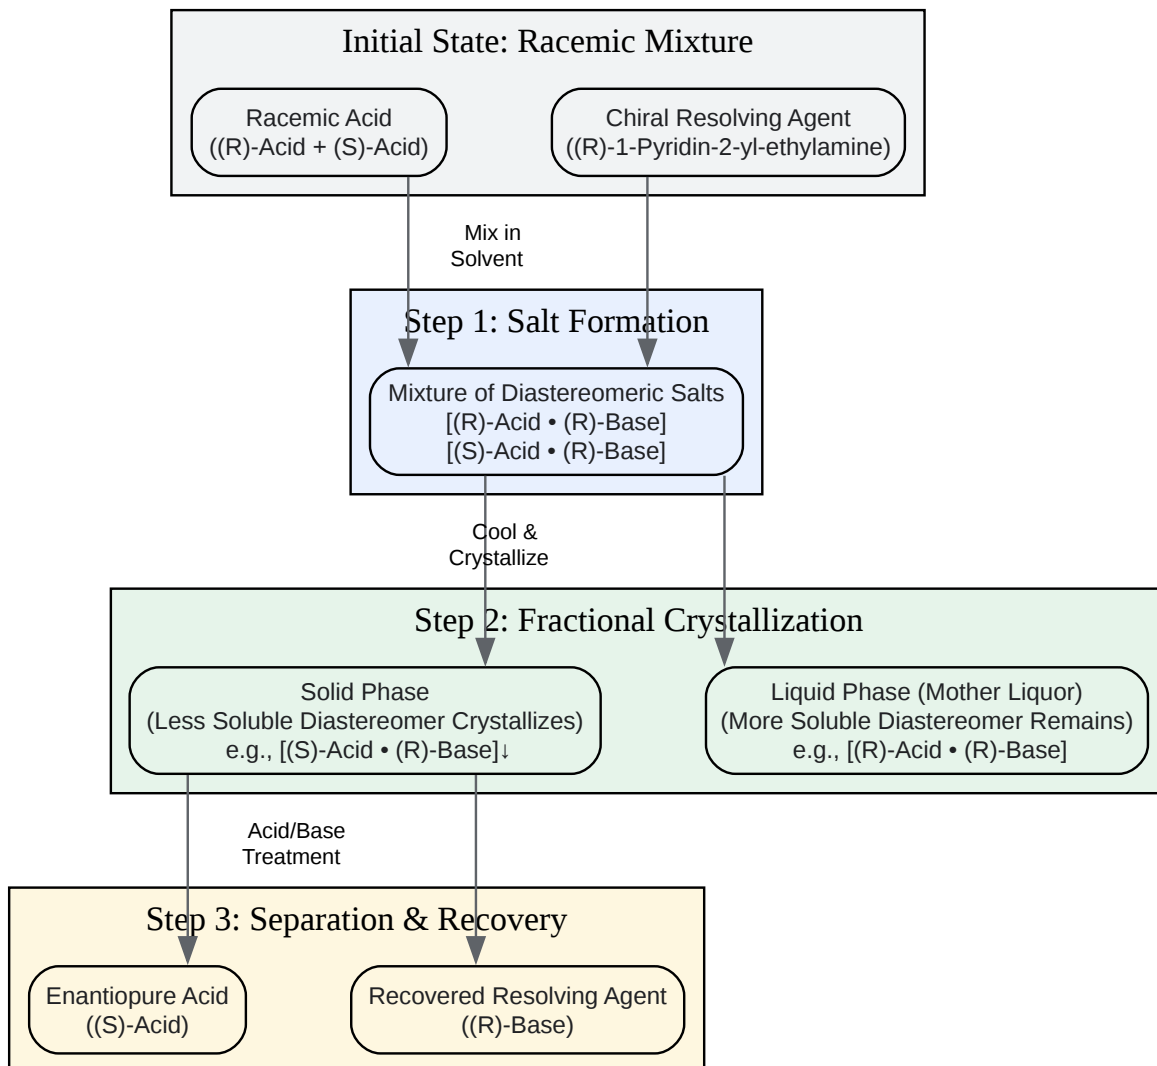 Initial State: Racemic Mixture
Racemic Acid
((R)-Acid + (S)-Acid)
Chiral Resolving Agent
((R)-1-Pyridin-2-yl-ethylamine)
Mix in
Solvent
Step 1: Salt Formation
Mixture of Diastereomeric Salts
[(R)-Acid • (R)-Base]
[(S)-Acid • (R)-Base]
Cool &
Crystallize
Step 2: Fractional Crystallization
Solid Phase
(Less Soluble Diastereomer Crystallizes)
e.g., [(S)-Acid • (R)-Base]↓
Liquid Phase (Mother Liquor)
(More Soluble Diastereomer Remains)
e.g., [(R)-Acid • (R)-Base]
Acid/Base
Treatment
Step 3: Separation & Recovery
Enantiopure Acid
((S)-Acid)
Recovered Resolving Agent
((R)-Base)